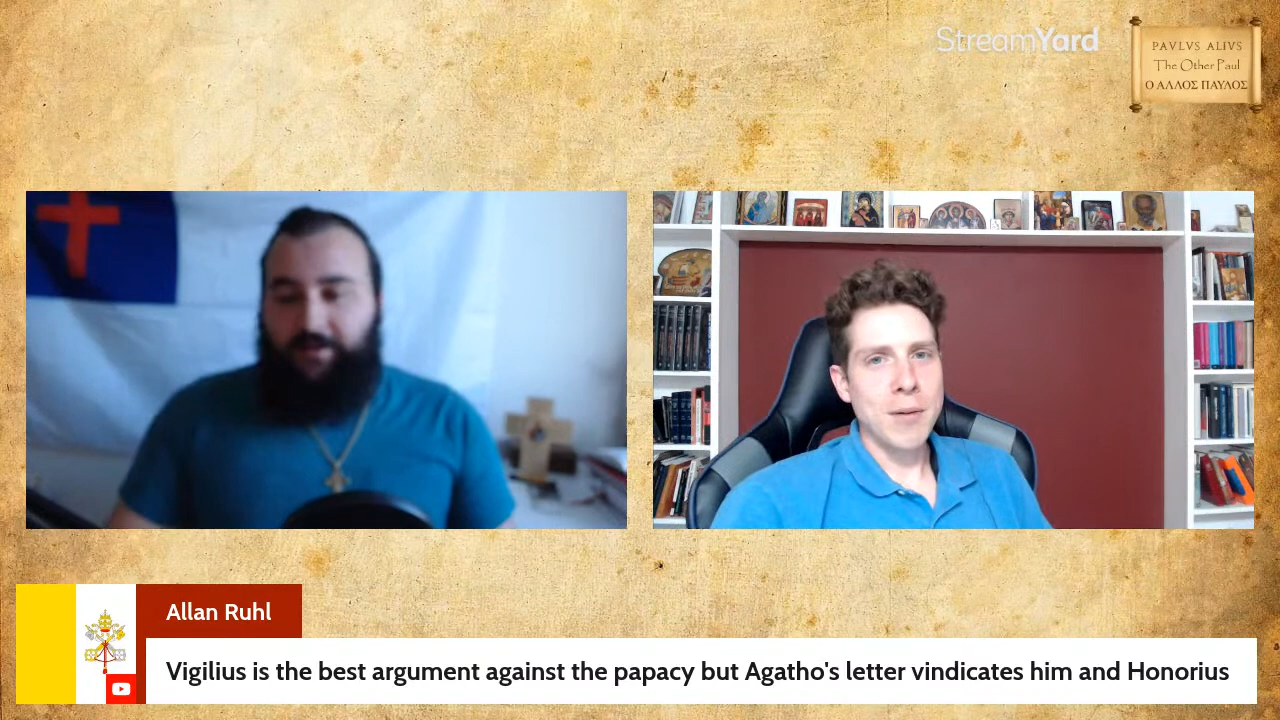 StreamYard
PAVLVS ALIVS
The Other Paul
Ο ΑΛΛΟΣ ΠΑΥΛΟΣ
Allan Ruhl
Vigilius is the best argument against the papacy but Agatho's letter vindicates him and Honorius